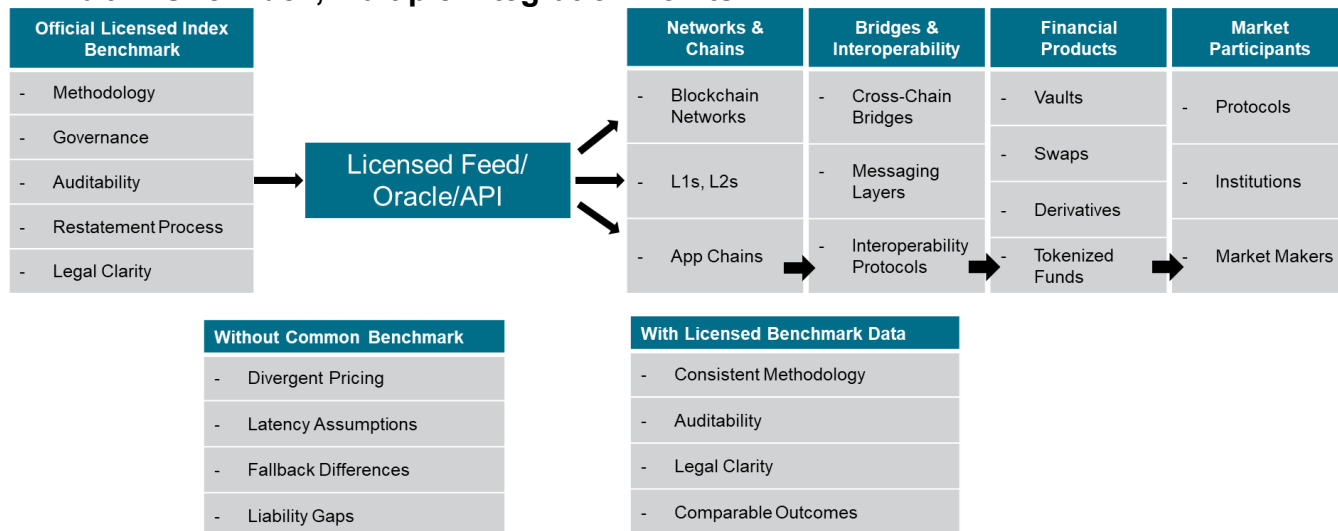 Official Licensed Index
Benchmark
- Methodology
- Governance
- Auditability
- Restatement Process
- Legal Clarity
Licensed Feed/
Oracle/API
Networks &
Chains
- Blockchain
Networks
- L1s, L2s
- App Chains
Bridges &
Interoperability
- Cross-Chain
Bridges
- Messaging
Layers
- Interoperability
Protocols
Financial
Products
- Vaults
- Swaps
- Derivatives
- Tokenized
Funds
Market
Participants
- Protocols
- Institutions
- Market Makers
Without Common Benchmark
- Divergent Pricing
- Latency Assumptions
- Fallback Differences
- Liability Gaps
With Licensed Benchmark Data
- Consistent Methodology
- Auditability
- Legal Clarity
- Comparable Outcomes